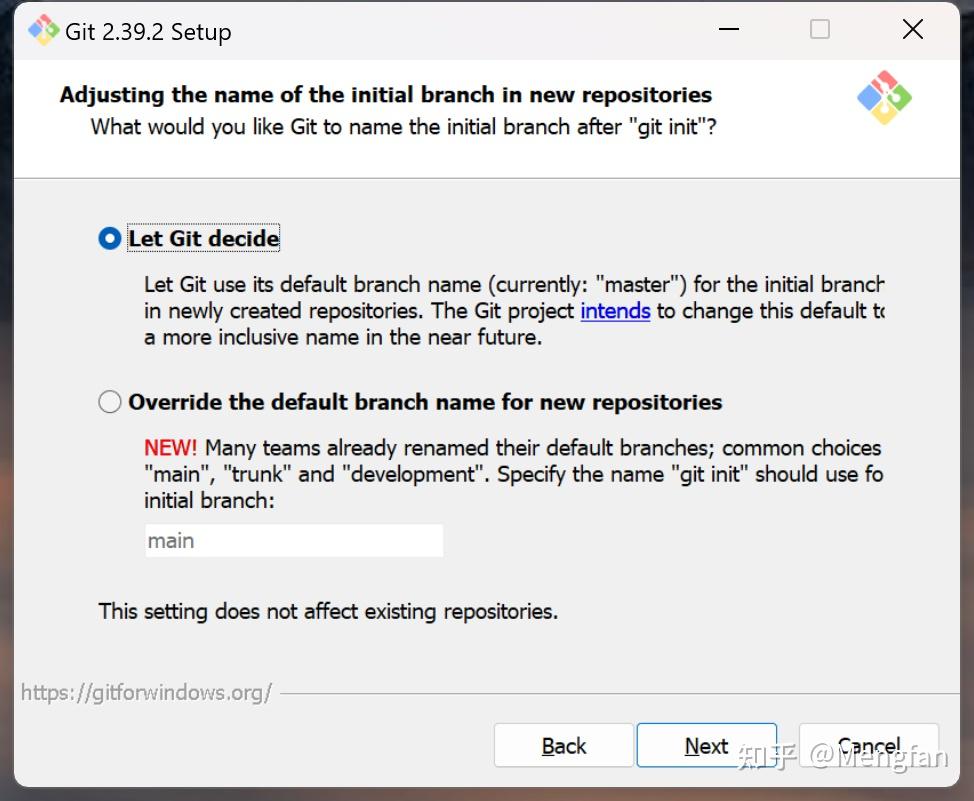 Git 2.39.2 Setup
Adjusting the name of the initial branch in new repositories
What would you like Git to name the initial branch after "git init"?
Let Git decide
Let Git use its default branch name (currently: "master") for the initial branch
in newly created repositories. The Git project intends to change this default to
a more inclusive name in the near future.
Override the default branch name for new repositories
NEW! Many teams already renamed their default branches; common choices
"main", "trunk" and "development". Specify the name "git init" should use fo
initial branch:
main
This setting does not affect existing repositories.
https://gitforwindows.org/
Back Next Cancel
知乎 @Mengfan